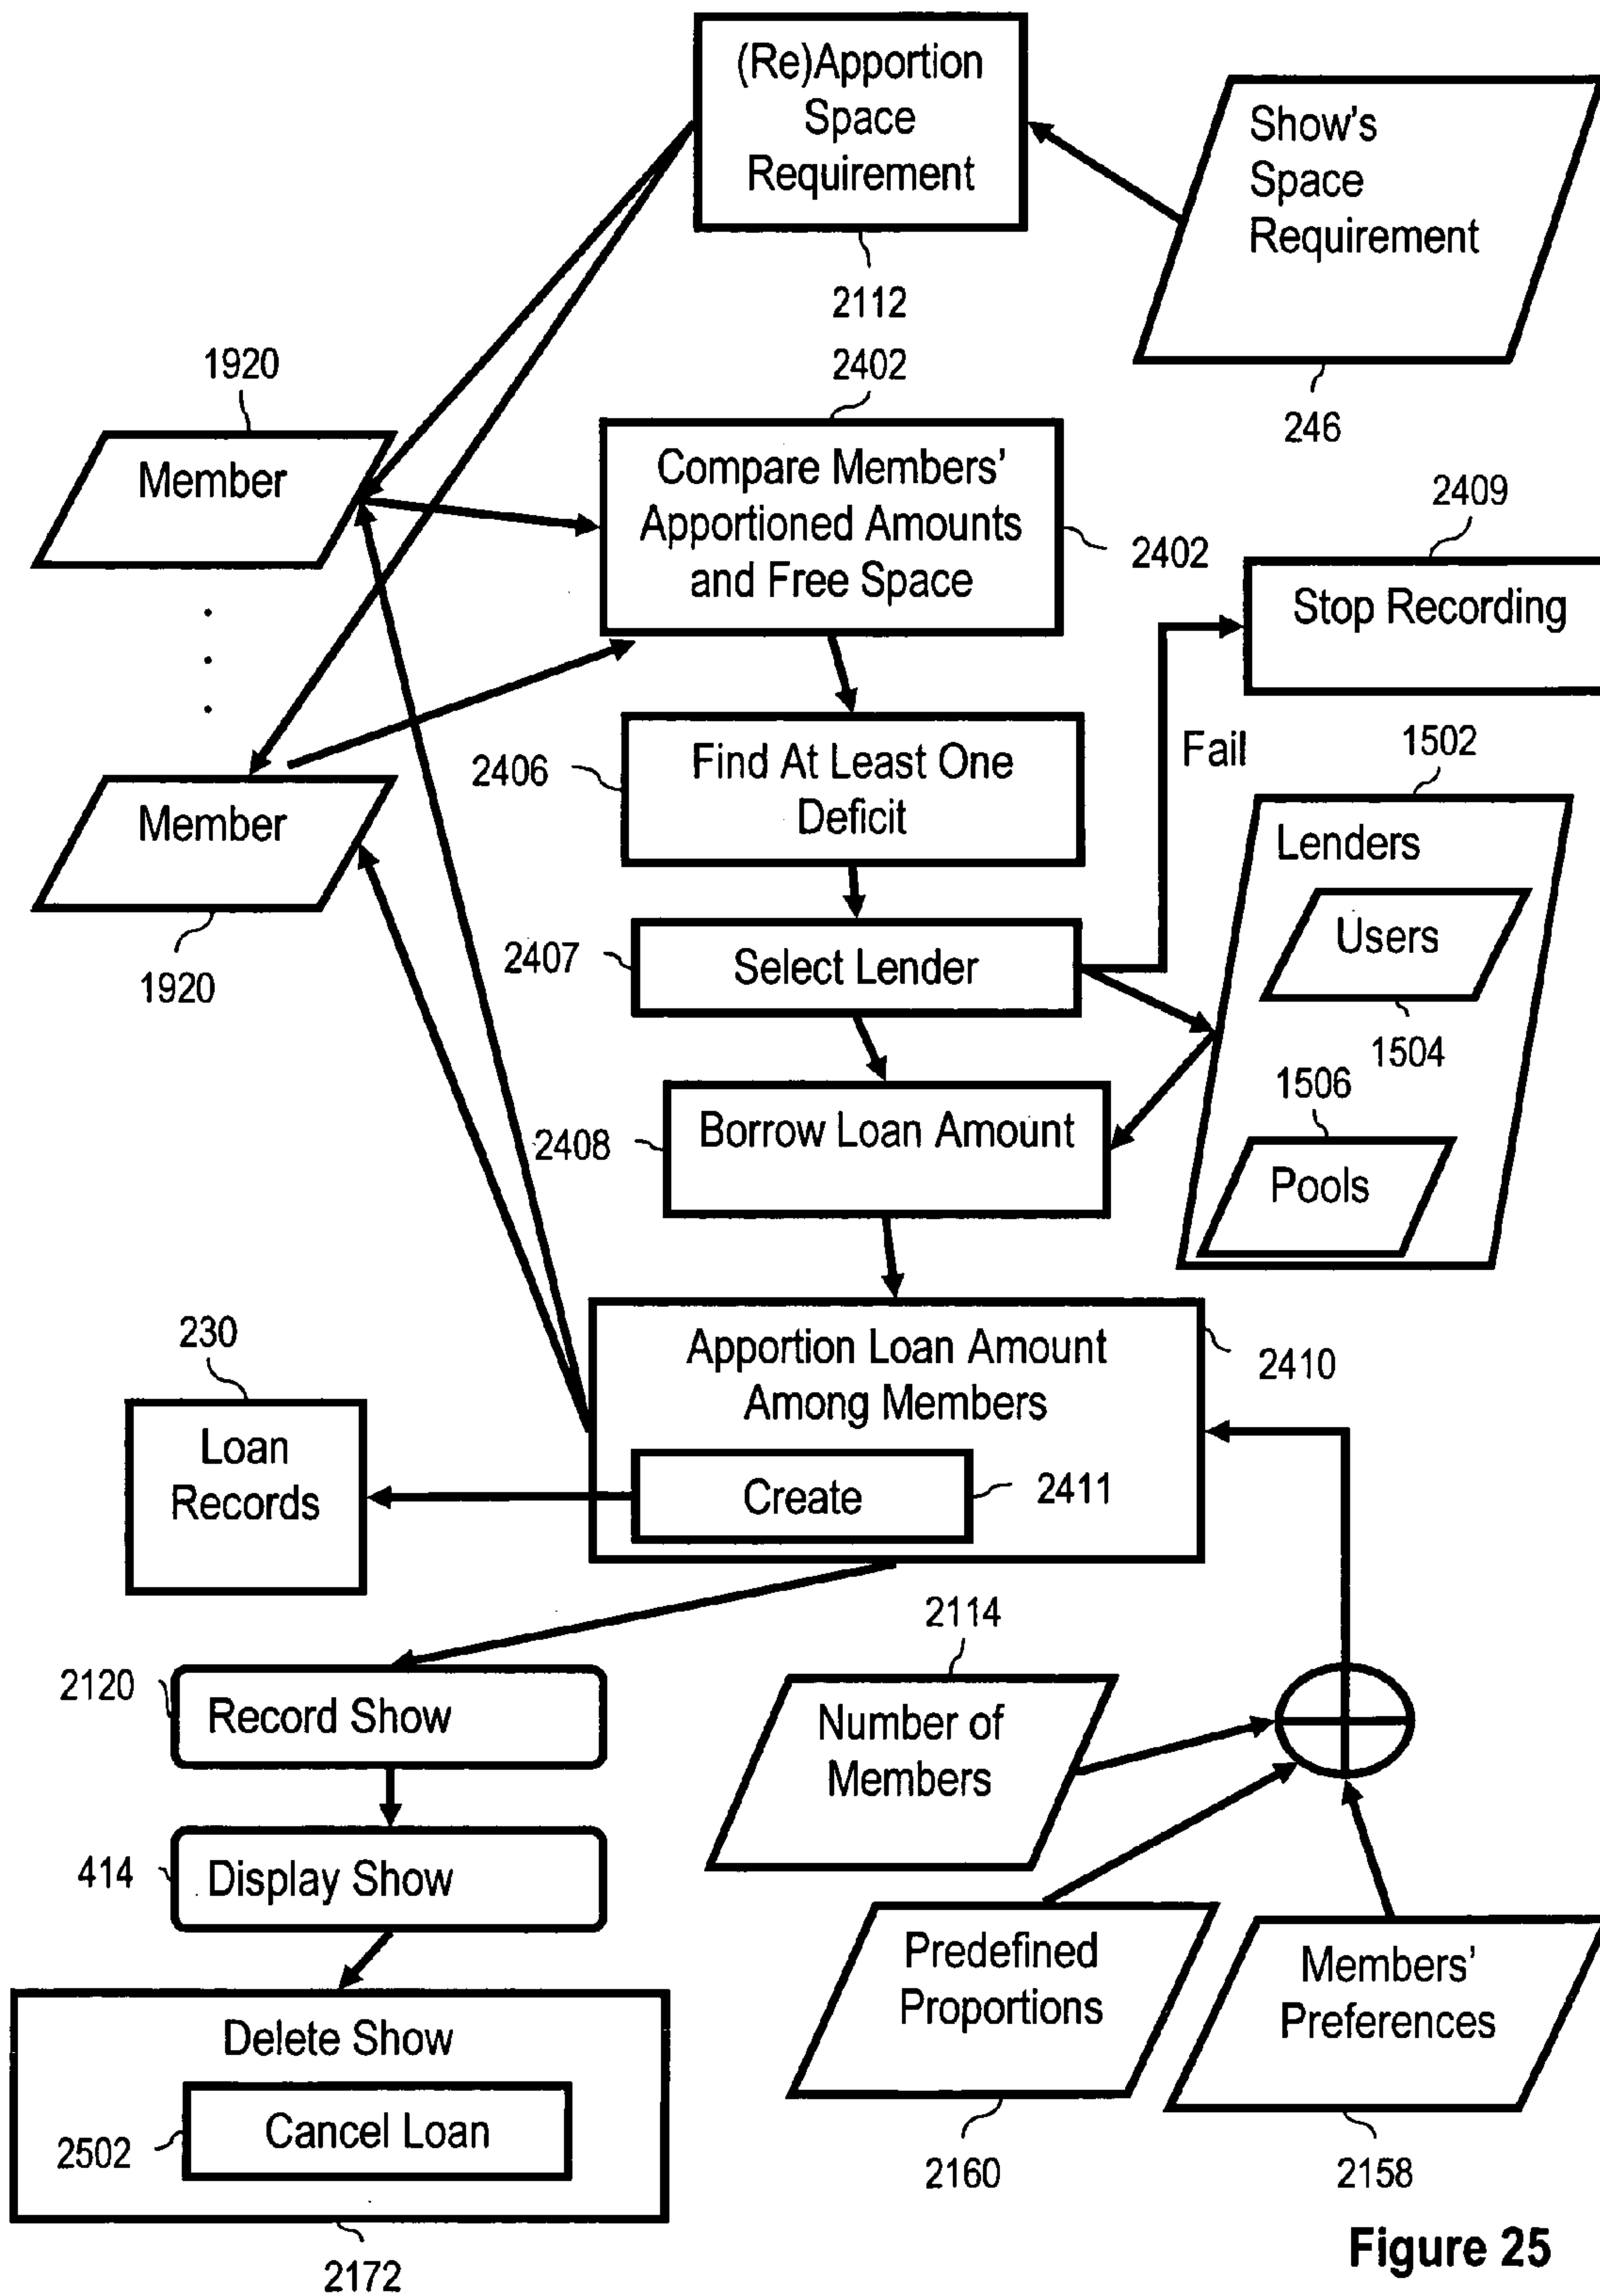 (Re)Apportion
Space
Requirement
2112
Show's
Space
Requirement
246
1920
Member
2402
Compare Members'
Apportioned Amounts
and Free Space
2402
2409
Stop Recording
Member
1920
2406
Find At Least One
Deficit
Fail
1502
Lenders
Users
1504
1506
Pools
2407
Select Lender
2408
Borrow Loan Amount
230
Loan
Records
Apportion Loan Amount
Among Members
2410
Create
2411
2120
Record Show
2114
Number of
Members
414
Display Show
Predefined
Proportions
2160
Members'
Preferences
2158
Delete Show
2502
Cancel Loan
2172
Figure 25